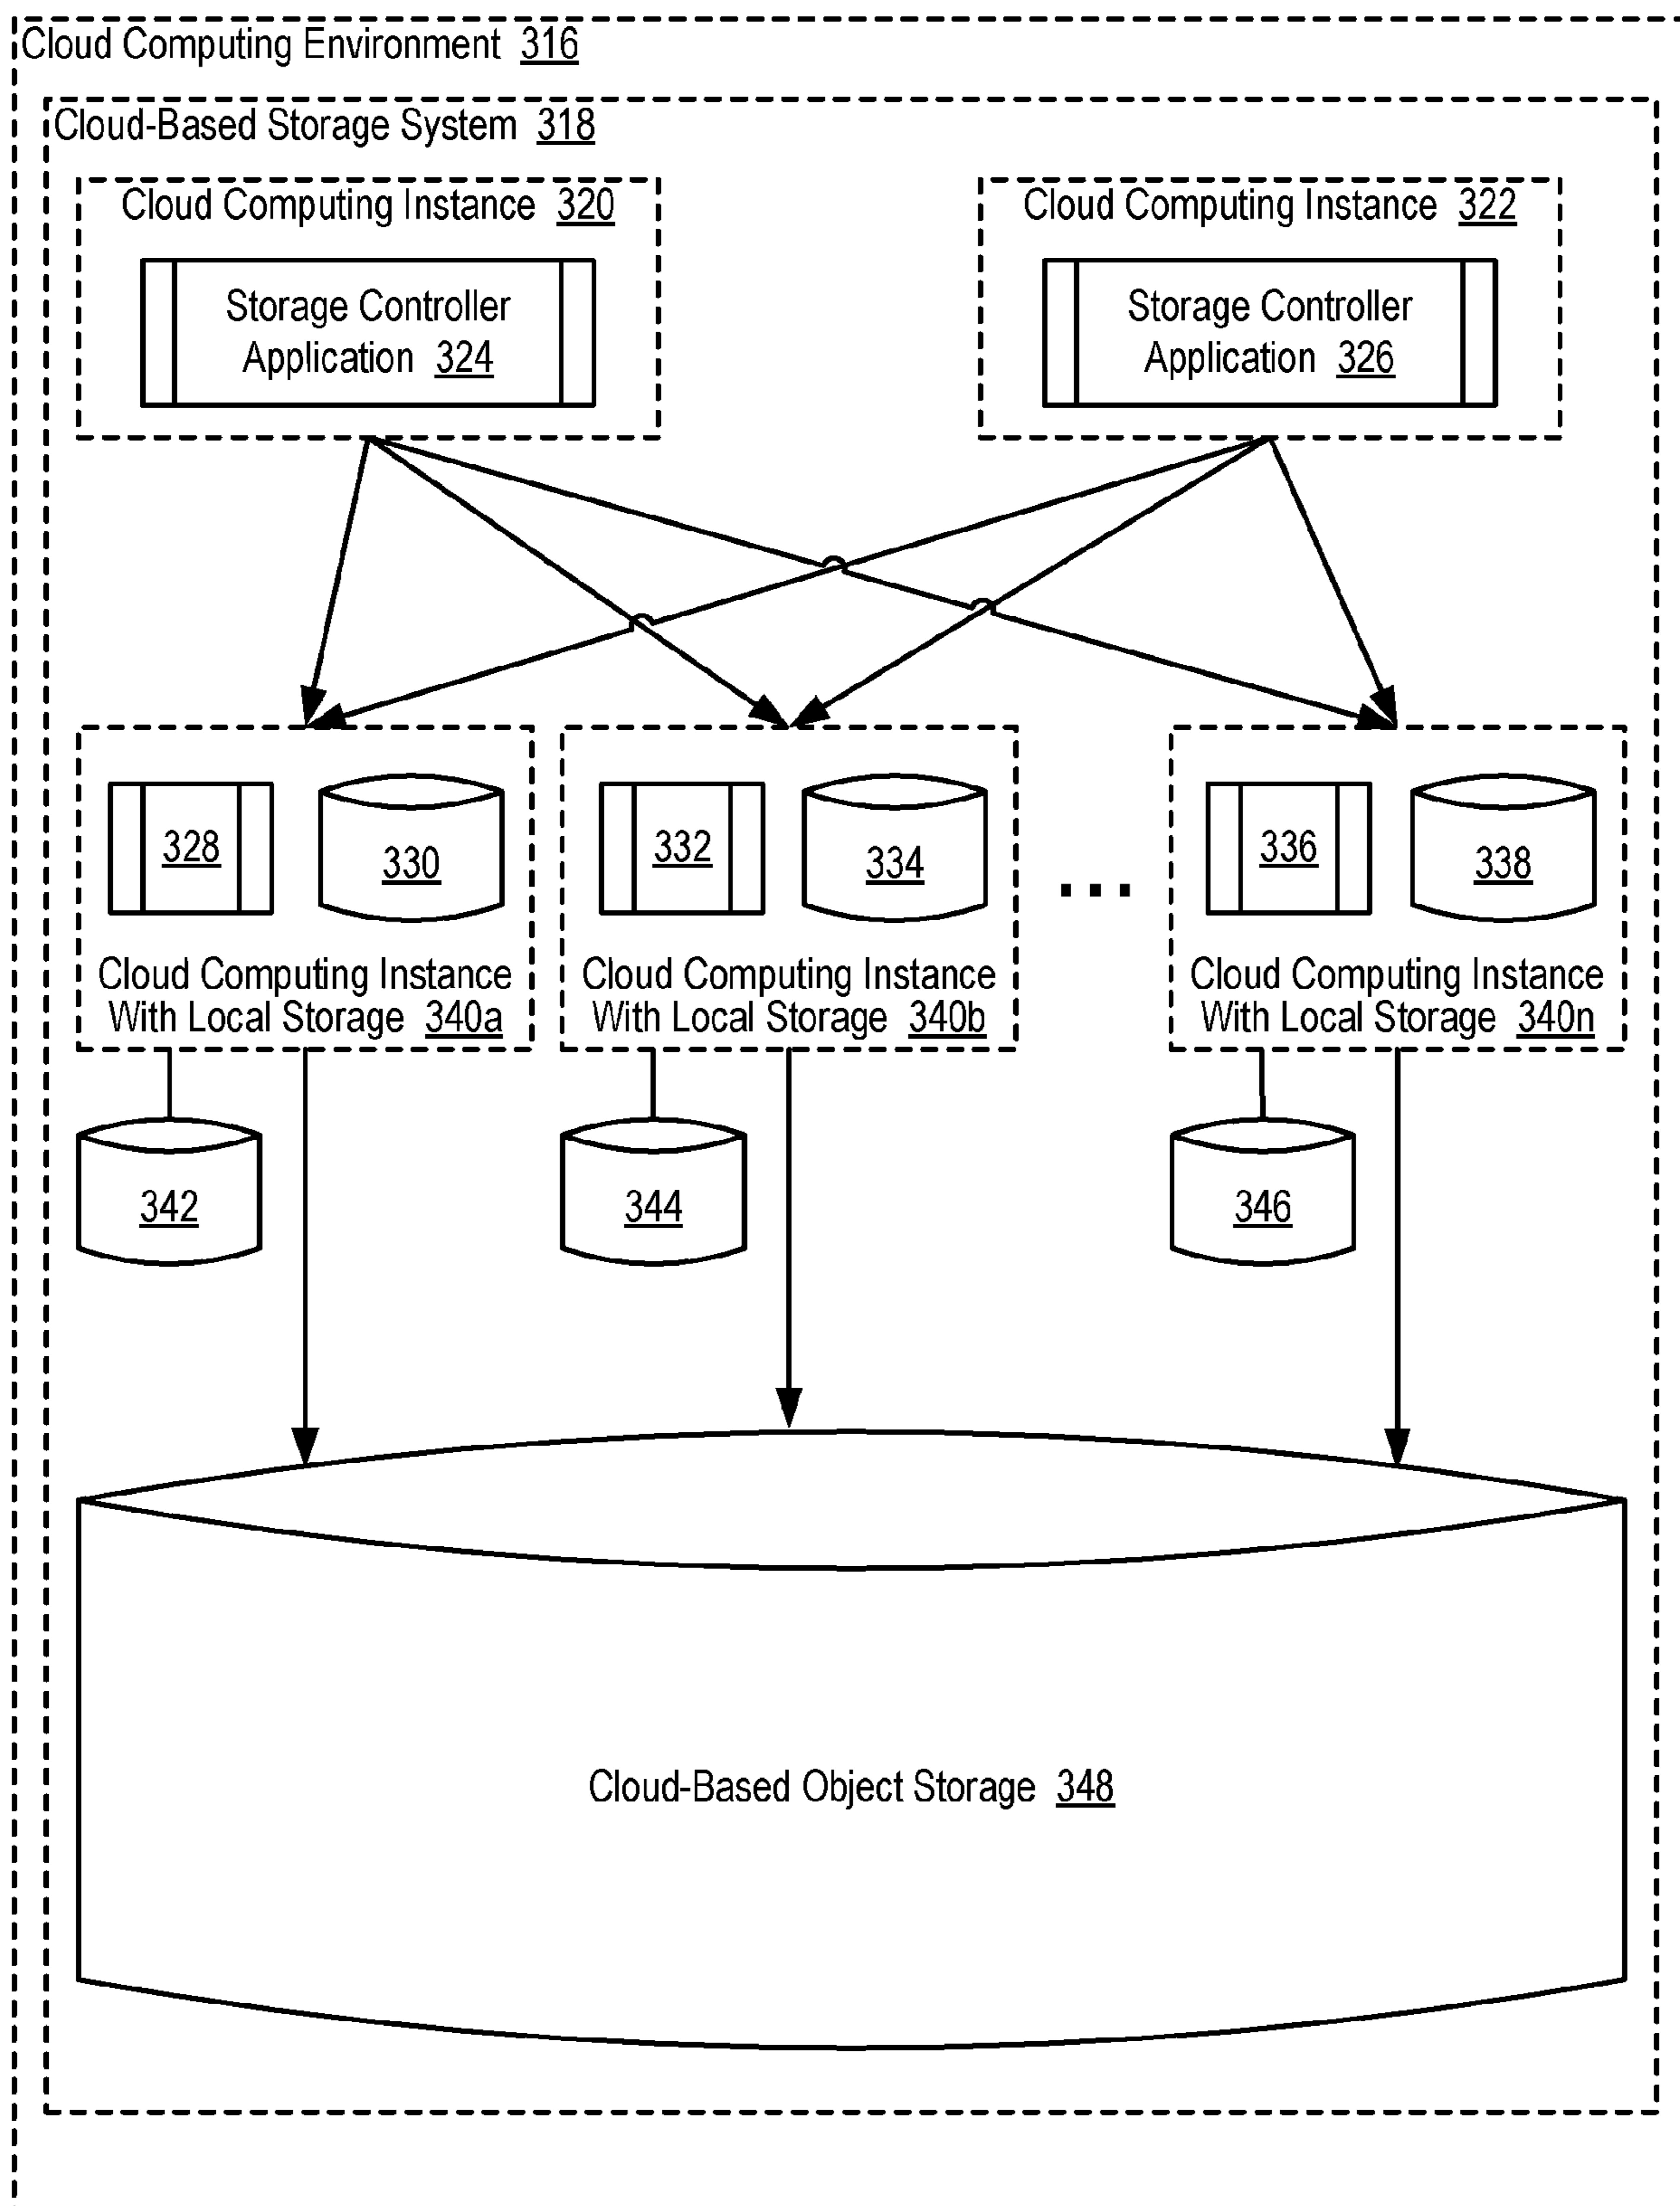 Cloud Computing Environment 316
Cloud-Based Storage System 318
Cloud Computing Instance 320
Storage Controller
Application 324
Cloud Computing Instance 322
Storage Controller
Application 326
328
330
Cloud Computing Instance
With Local Storage 340a
332
334
Cloud Computing Instance
With Local Storage 340b
...
336
338
Cloud Computing Instance
With Local Storage 340n
342
344
346
Cloud-Based Object Storage 348